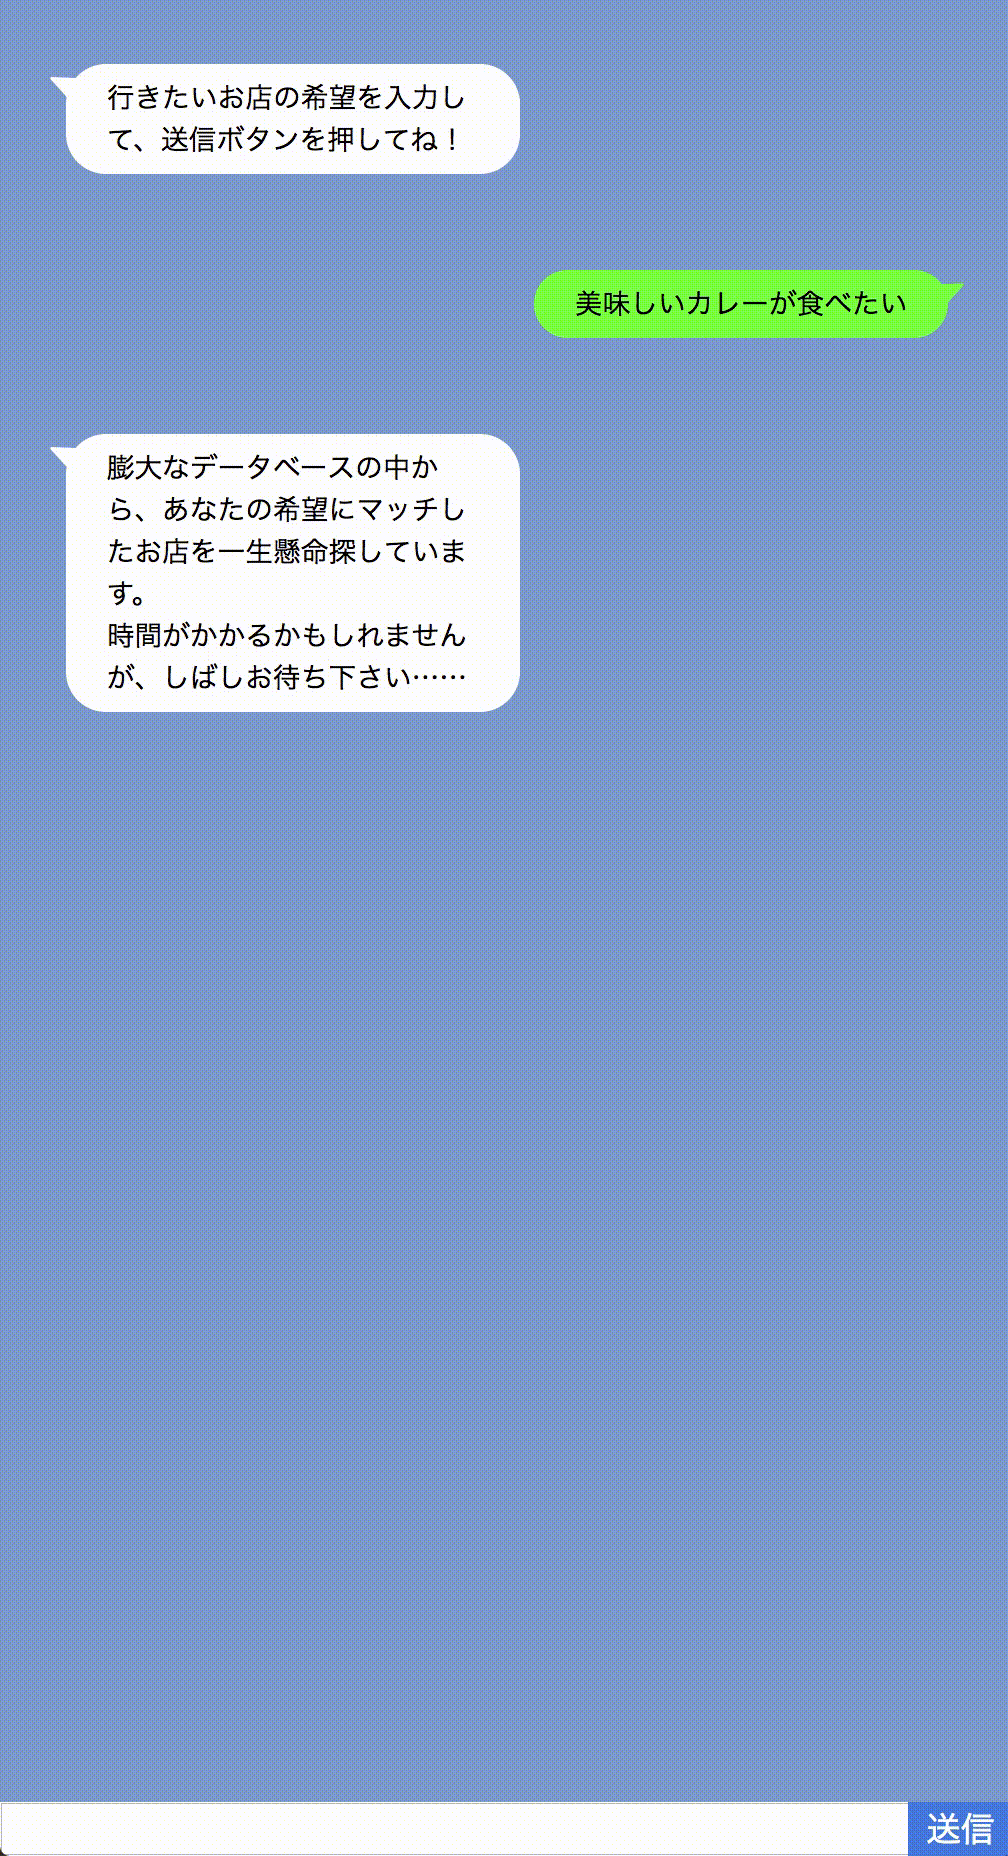 行きたいお店の希望を入力し
て、送信ボタンを押してね！
美味しいカレーが食べたい
膨大なデータベースの中か
ら、あなたの希望にマッチし
たお店を一生懸命探していま
す。
時間がかかるかもしれません
が、しばしお待ち下さい……
送信